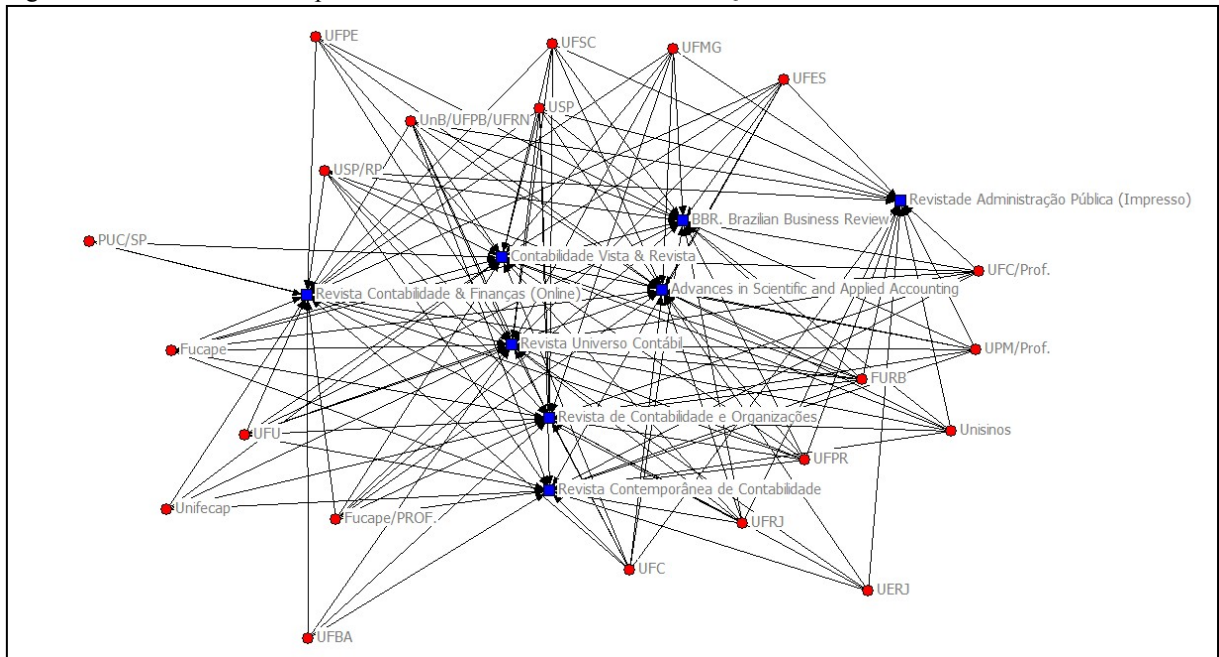 UFPE
UFSC
UFMG
UFES
USP
UnB/UFPB/UFRN
USP/RP
Revistade Administração Pública (Impresso)
BBR. Brazilian Business Review
PUC/SP
Contabilidade Vista & Revista
UFC/Prof.
Advances in Scientific and Applied Accounting
Revista Contabilidade & Finanças (Online)
Revista Universo Contábil
Fucape
UPM/Prof.
FURB
Revista de Contabilidade e Organizações
Unisinos
UFU
UFPR
Revista Contemporânea de Contabilidade
Unifecap
Fucape/PROF.
UFRJ
UFC
UERJ
UFBA